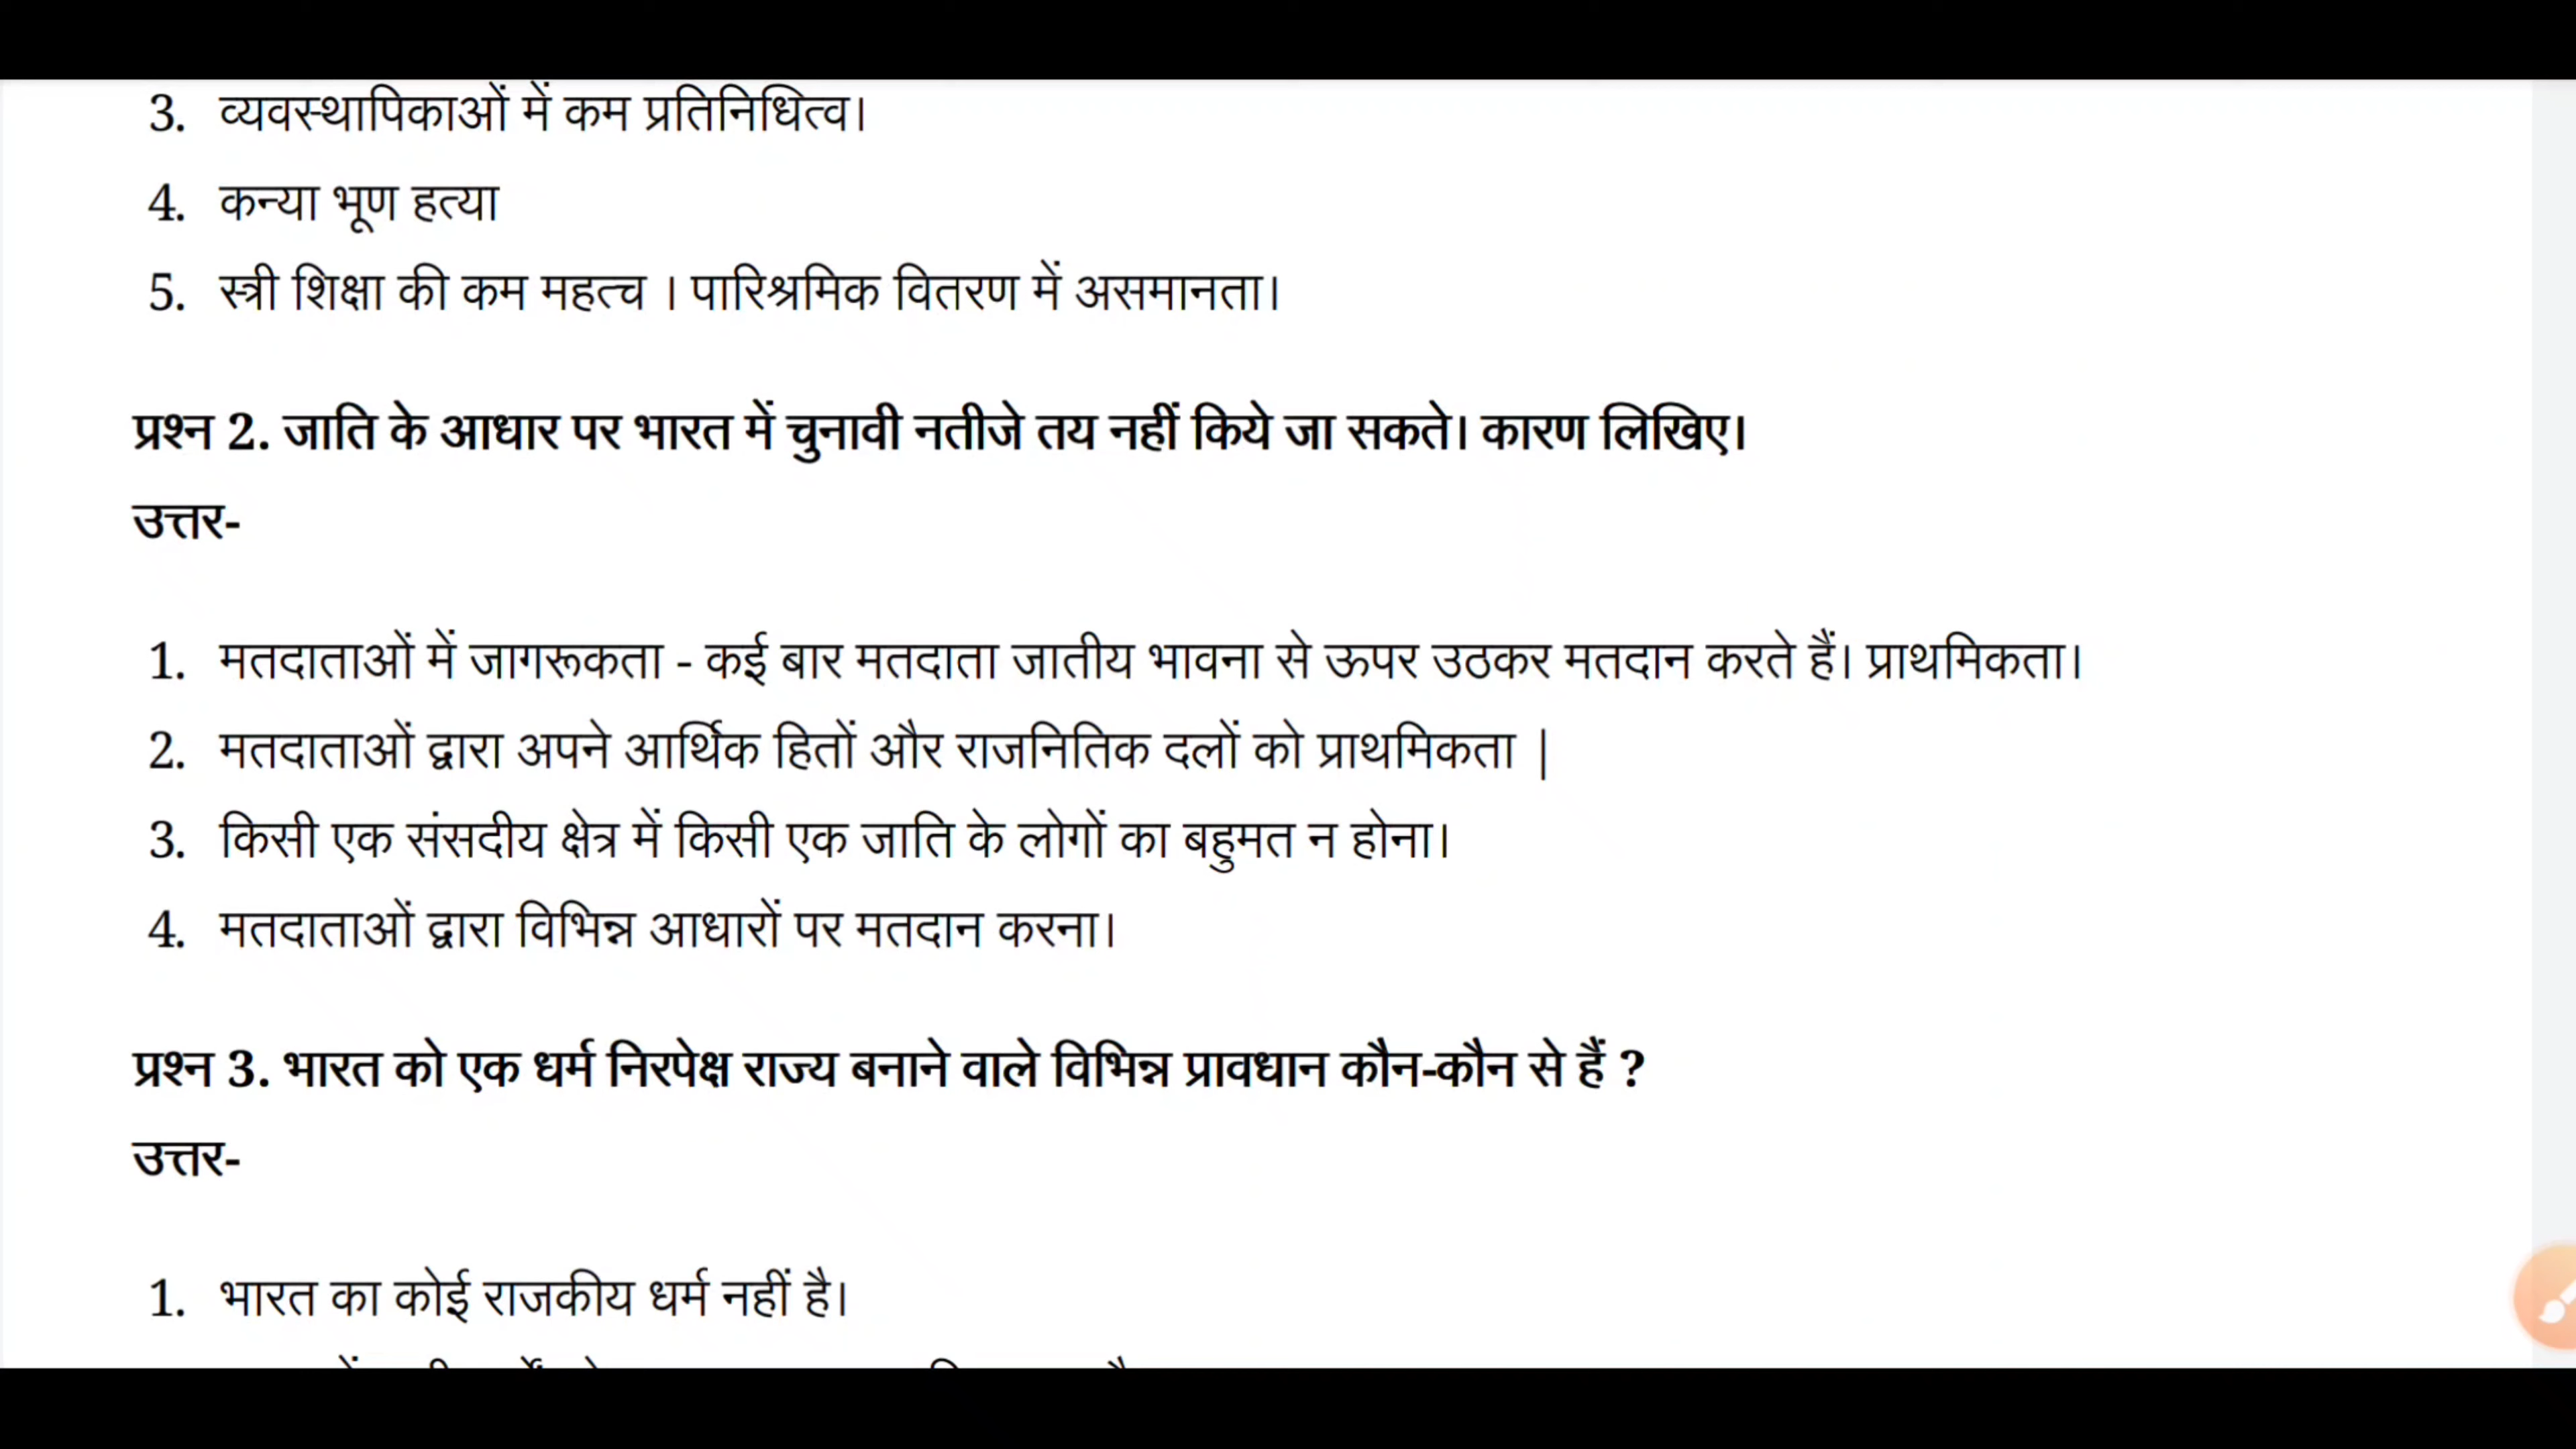 3. व्यवस्थापिकाओं में कम प्रतिनिधित्व।
4. कन्या भूण हत्या
5. स्त्री शिक्षा की कम महत्च । पारिश्रमिक वितरण में असमानता।
प्रश्न 2. जाति के आधार पर भारत में चुनावी नतीजे तय नहीं किये जा सकते। कारण लिखिए।
उत्तर-
1. मतदाताओं में जागरूकता - कई बार मतदाता जातीय भावना से ऊपर उठकर मतदान करते हैं। प्राथमिकता।
2. मतदाताओं द्वारा अपने आर्थिक हितों और राजनितिक दलों को प्राथमिकता |
3. किसी एक संसदीय क्षेत्र में किसी एक जाति के लोगों का बहुमत न होना।
4. मतदाताओं द्वारा विभिन्न आधारों पर मतदान करना।
प्रश्न 3. भारत को एक धर्म निरपेक्ष राज्य बनाने वाले विभिन्न प्रावधान कौन-कौन से हैं ?
उत्तर-
1. भारत का कोई राजकीय धर्म नहीं है।